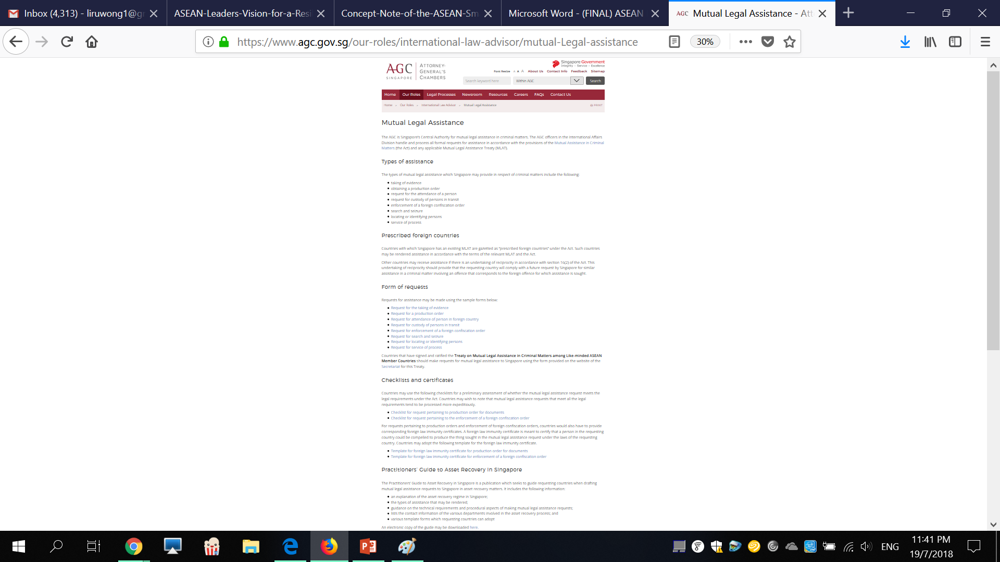 Inbox (4,313) - liruwong1@g
ASEAN-Leaders-Vision-for-a-Resi
Concept-Note-of-the-ASEAN-Sm
Microsoft Word - (FINAL) ASEAN
AGC Mutual Legal Assistance - Att
https://www.agc.gov.sg/our-roles/international-law-advisor/mutual-Legal-assistance
30%
AGC
SINGAPORE
ATTORNEY-
GENERAL'S
CHAMBERS
Singapore Government
Integrity · Service · Excellence
Font Resize A A A About Us Contact Info Feedback Sitemap
Search keyword here
Within AGC
Search
Home Our Roles Legal Processes Newsroom Resources Careers FAQs Contact Us
Home Our Roles International Law Advisor Mutual Legal Assistance
PRINT
Mutual Legal Assistance
The AGC is Singapore's Central Authority for mutual legal assistance in criminal matters. The AGC officers in the International Affairs
Division handle and process all formal requests for assistance in accordance with the provisions of the Mutual Assistance in Criminal
Matters (the Act) and any applicable Mutual Legal Assistance Treaty (MLAT).
Types of assistance
The types of mutual legal assistance which Singapore may provide in respect of criminal matters include the following:
• taking of evidence
• obtaining a production order
• request for the attendance of a person
• request for custody of persons in transit
• enforcement of a foreign confiscation order
• search and seizure
• locating or identifying persons
• service of process
Prescribed foreign countries
Countries with which Singapore has an existing MLAT are gazetted as "prescribed foreign countries" under the Act. Such countries
may be rendered assistance in accordance with the terms of the relevant MLAT and the Act.
Other countries may receive assistance if there is an undertaking of reciprocity in accordance with section 16(2) of the Act. This
undertaking of reciprocity should provide that the requesting country will comply with a future request by Singapore for similar
assistance in a criminal matter involving an offence that corresponds to the foreign offence for which assistance is sought.
Form of requests
Requests for assistance may be made using the sample forms below:
• Request for the taking of evidence
• Request for a production order
• Request for attendance of person in foreign country
• Request for custody of persons in transit
• Request for enforcement of a foreign confiscation order
• Request for search and seizure
• Request for locating or identifying persons
• Request for service of process
Countries that have signed and ratified the Treaty on Mutual Legal Assistance in Criminal Matters among Like-minded ASEAN
Member Countries should make requests for mutual legal assistance to Singapore using the form provided on the website of the
Secretariat for this Treaty.
Checklists and certificates
Countries may use the following checklists for a preliminary assessment of whether the mutual legal assistance request meets the
legal requirements under the Act. Countries may wish to note that mutual legal assistance requests that meet all the legal
requirements tend to be processed more expeditiously.
• Checklist for request pertaining to production order for documents
• Checklist for request pertaining to the enforcement of a foreign confiscation order
For requests pertaining to production orders and enforcement of foreign confiscation orders, countries would also have to provide
corresponding foreign law immunity certificates. A foreign law immunity certificate is meant to certify that a person in the requesting
country could be compelled to produce the thing sought in the mutual legal assistance request under the laws of the requesting
country. Countries may adopt the following template for the foreign law immunity certificate.
• Template for foreign law immunity certificate for production order for documents
• Template for foreign law immunity certificate for enforcement of a foreign confiscation order
Practitioners' Guide to Asset Recovery in Singapore
The Practitioners' Guide to Asset Recovery in Singapore is a publication which seeks to guide requesting countries when drafting
mutual legal assistance requests to Singapore in asset recovery matters. It includes the following information:
• an explanation of the asset recovery regime in Singapore;
• the types of assistance that may be rendered;
• guidance on the technical requirements and procedural aspects of making mutual legal assistance requests;
• lists the contact information of the various departments involved in the asset recovery process; and
• various template forms which requesting countries can adopt
An electronic copy of the guide may be downloaded here.
ENG
11:41 PM
19/7/2018